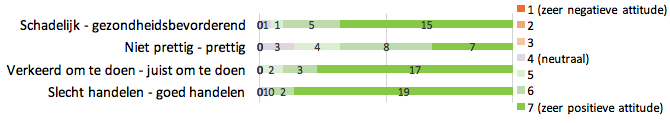 Schadelijk - gezondheidsbevorderend 01 1 5 15
Niet prettig - prettig 0 3 4 8 7
Verkeerd om te doen - juist om te doen 0 2 3 17
Slecht handelen - goed handelen 010 2 19
1 (zeer negatieve attitude)
2
3
4 (neutraal)
5
6
7 (zeer positieve attitude)